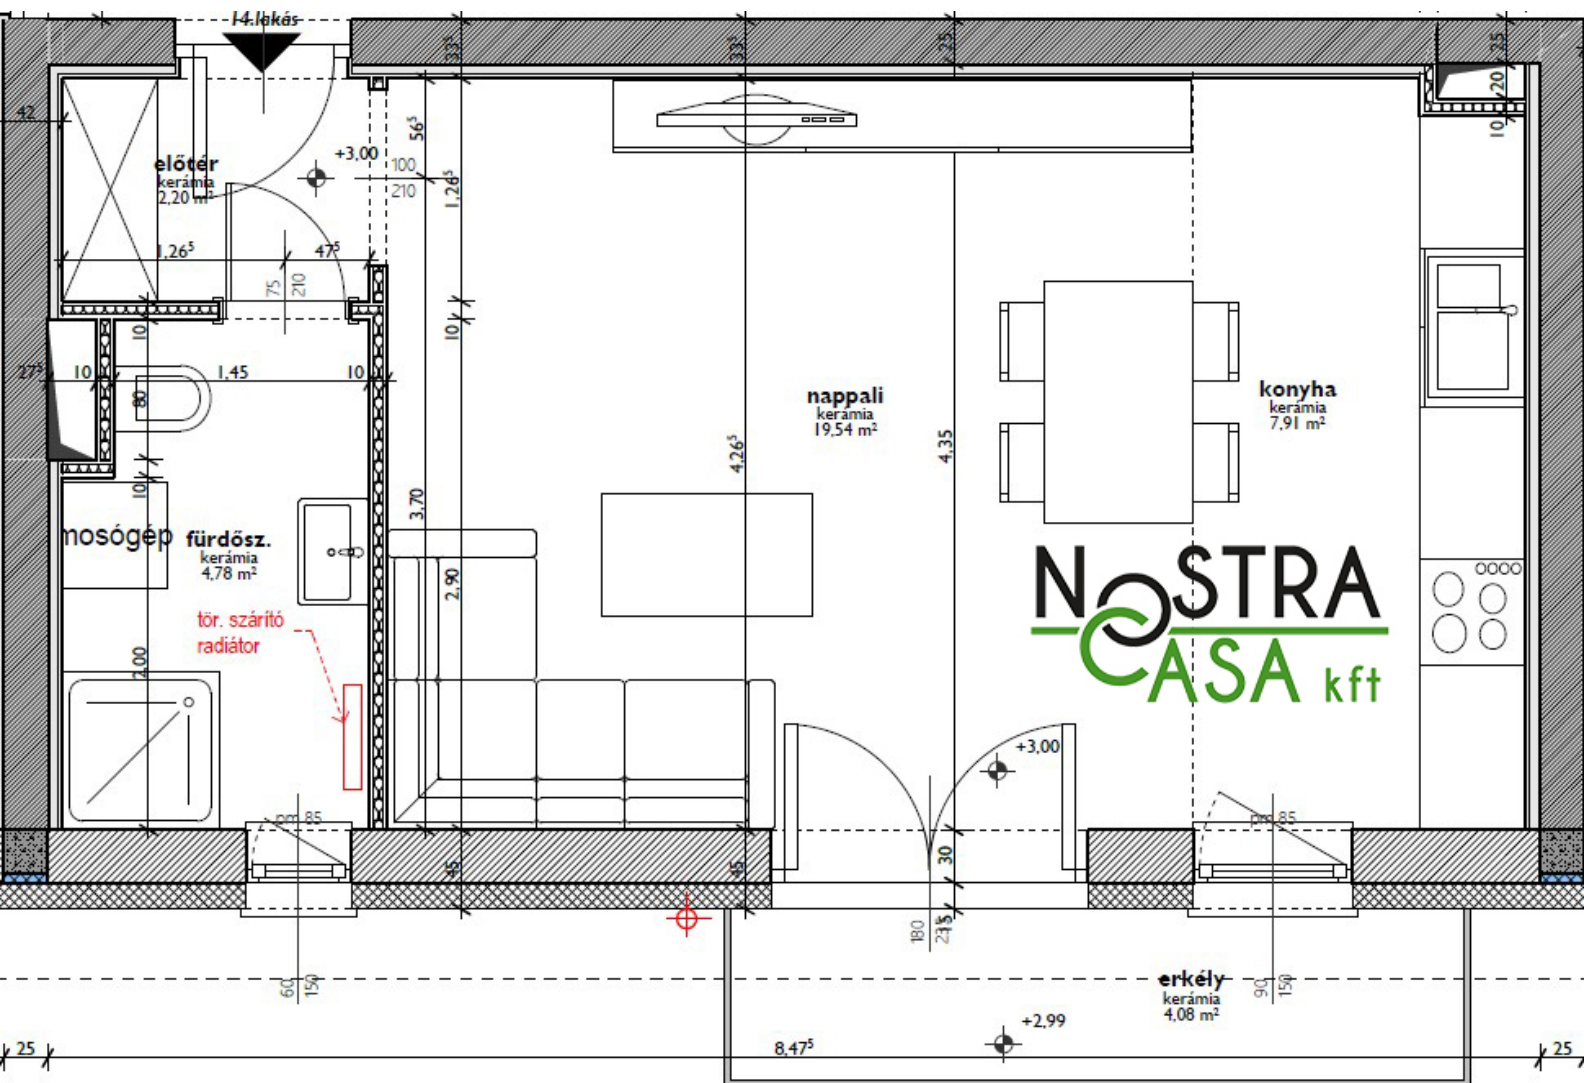 14.lakás
33⁵
33⁵
25
25
20
10
42
56⁵
+3,00
100
210
előtér
kerámia
2,20 m²
1,26⁵
1,26⁵
47⁵
75
210
10
10
27⁵
10
1,45
10
80
nappali
kerámia
19,54 m²
konyha
kerámia
7,91 m²
4,26⁵
4,35
10
3,70
mosógép
fürdősz.
kerámia
4,78 m²
2,90
tör. szárító
radiátor
2,00
NOSTRA
CASA kft
+3,00
pm 85
pm 85
45
45
30
180
15
60
150
erkély
kerámia
4,08 m²
90
150
+2,99
25
8,47⁵
25